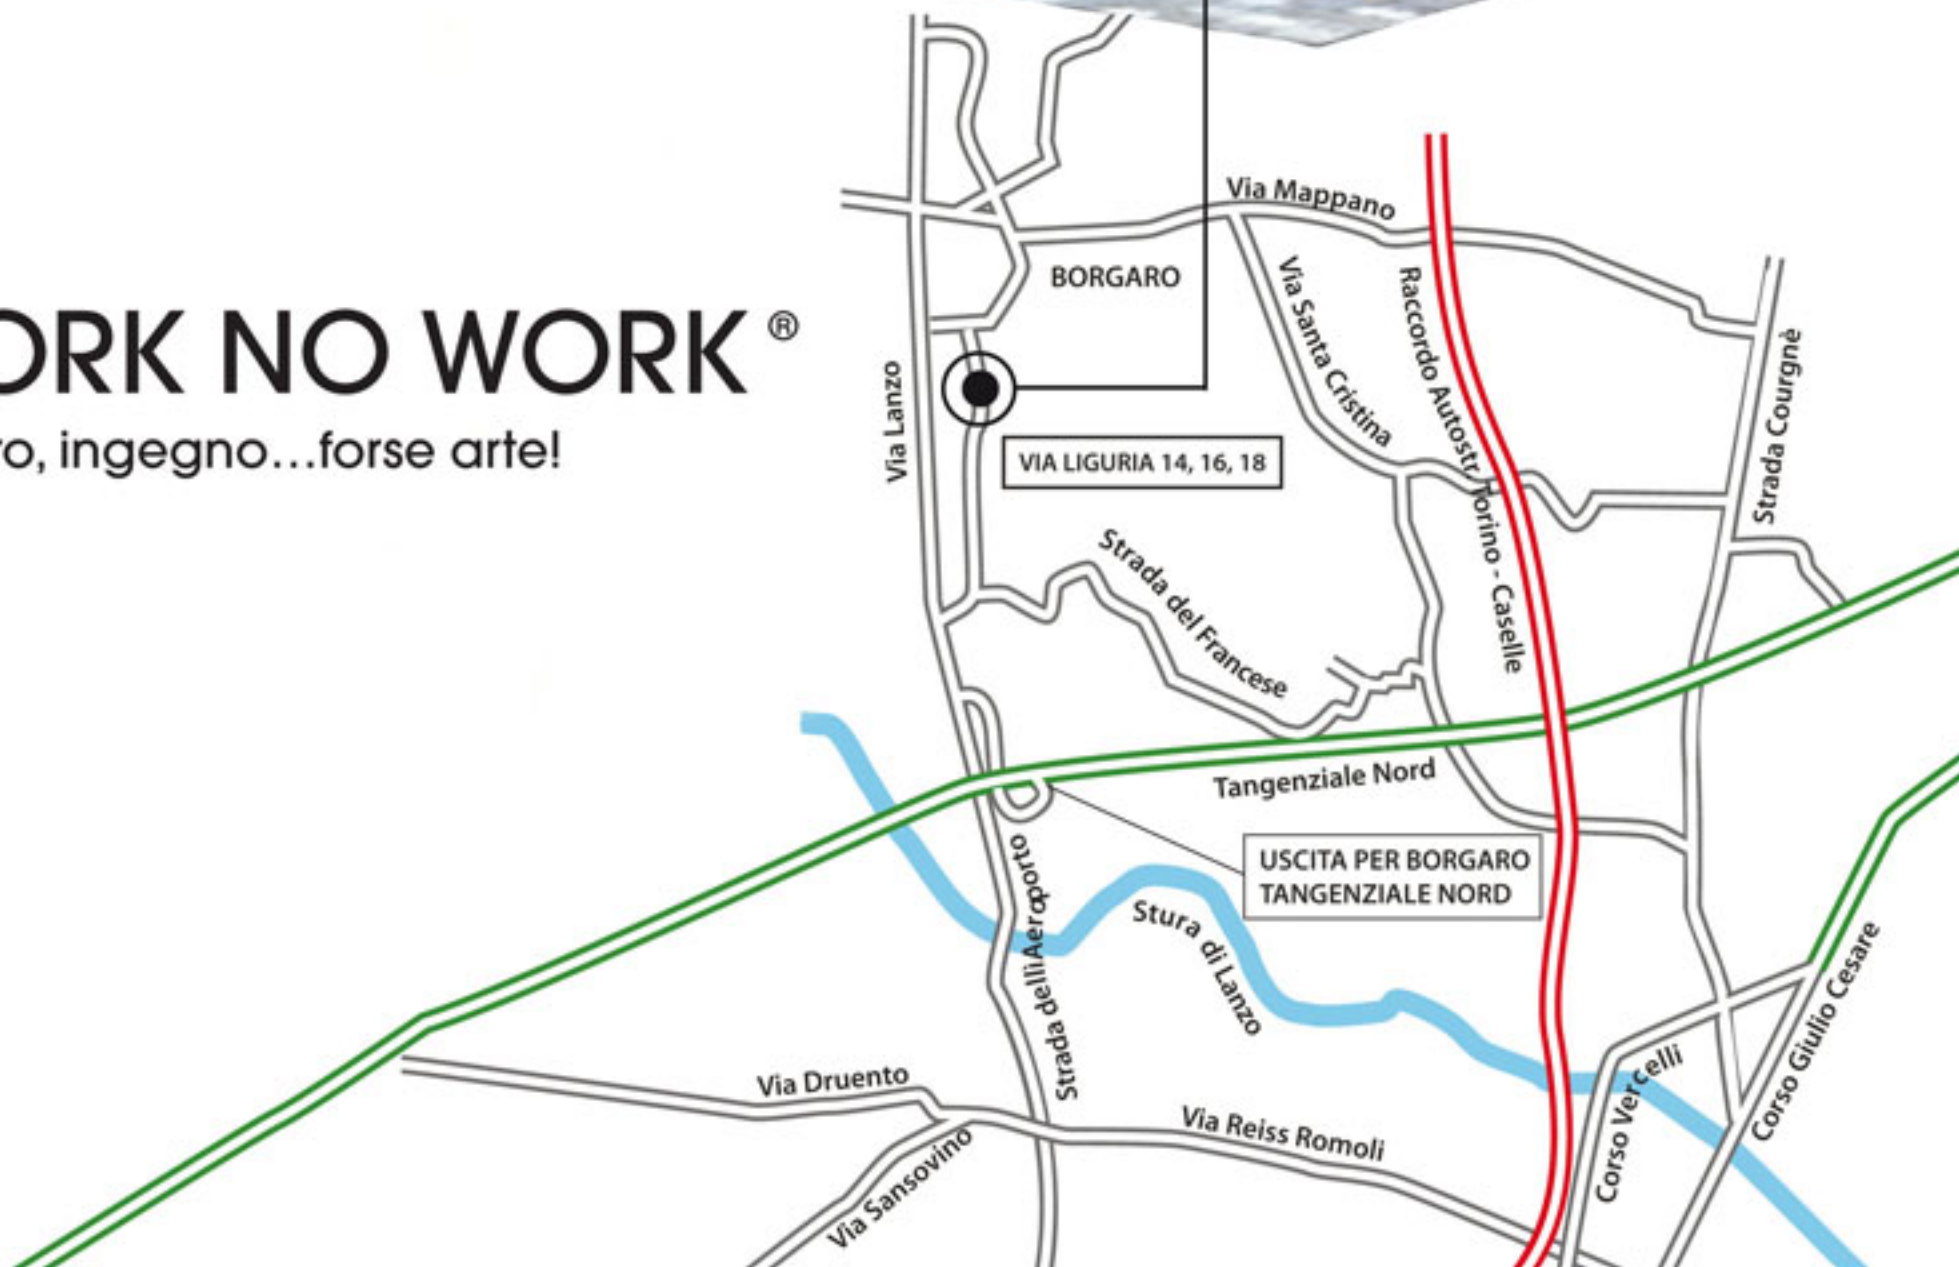 ORK NO WORK®
ro, ingegno...forse arte!
Via Mappano
BORGARO
Via Santa Cristina
Raccordo Autostr. Torino - Caselle
Strada Courgnè
Via Lanzo
VIA LIGURIA 14, 16, 18
Strada del Francese
Tangenziale Nord
USCITA PER BORGARO
TANGENZIALE NORD
Strada delliAeroporto
Stura di Lanzo
Via Druento
Via Sansovino
Via Reiss Romoli
Corso Vercelli
Corso Giulio Cesare